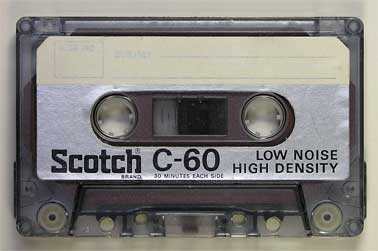 Scotch® C-60 LOW NOISE
BRAND 30 MINUTES EACH SIDE HIGH DENSITY